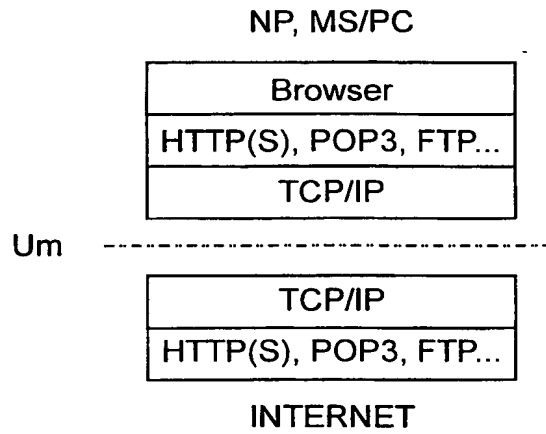 NP, MS/PC
Browser
HTTP(S), POP3, FTP...
TCP/IP
Um
TCP/IP
HTTP(S), POP3, FTP...
INTERNET